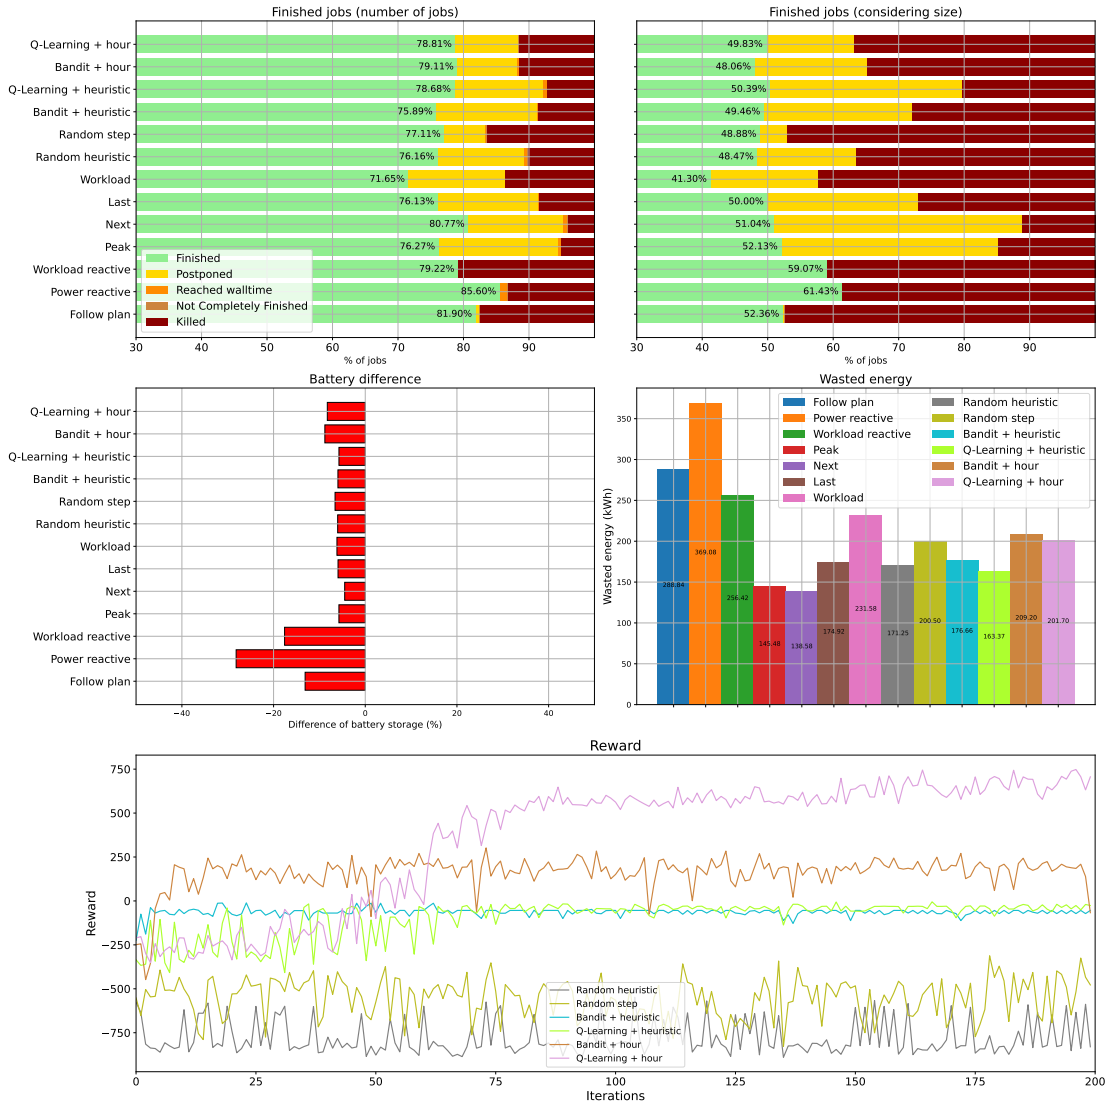 Finished jobs (number of jobs)
Q-Learning + hour
78.81%
Bandit + hour
79.11%
Q-Learning + heuristic
78.68%
Bandit + heuristic
75.89%
Random step
77.11%
Random heuristic
76.16%
Workload
71.65%
Last
76.13%
Next
80.77%
Peak
76.27%
Workload reactive
79.22%
Power reactive
85.60%
Follow plan
81.90%
Finished
Postponed
Reached walltime
Not Completely Finished
Killed
30 40 50 60 70 80 90
% of jobs
Finished jobs (considering size)
49.83%
48.06%
50.39%
49.46%
48.88%
48.47%
41.30%
50.00%
51.04%
52.13%
59.07%
61.43%
52.36%
30 40 50 60 70 80 90
% of jobs
Battery difference
Q-Learning + hour
Bandit + hour
Q-Learning + heuristic
Bandit + heuristic
Random step
Random heuristic
Workload
Last
Next
Peak
Workload reactive
Power reactive
Follow plan
−40 −20 0 20 40
Difference of battery storage (%)
Wasted energy
Wasted energy (kWh)
350
300
250
200
150
100
50
0
Follow plan
Power reactive
Workload reactive
Peak
Next
Last
Workload
Random heuristic
Random step
Bandit + heuristic
Q-Learning + heuristic
Bandit + hour
Q-Learning + hour
288.84
369.08
256.42
145.48
138.58
174.92
231.58
171.25
200.50
176.66
163.37
209.20
201.70
Reward
Reward
750
500
250
0
−250
−500
−750
Random heuristic
Random step
Bandit + heuristic
Q-Learning + heuristic
Bandit + hour
Q-Learning + hour
0 25 50 75 100 125 150 175 200
Iterations